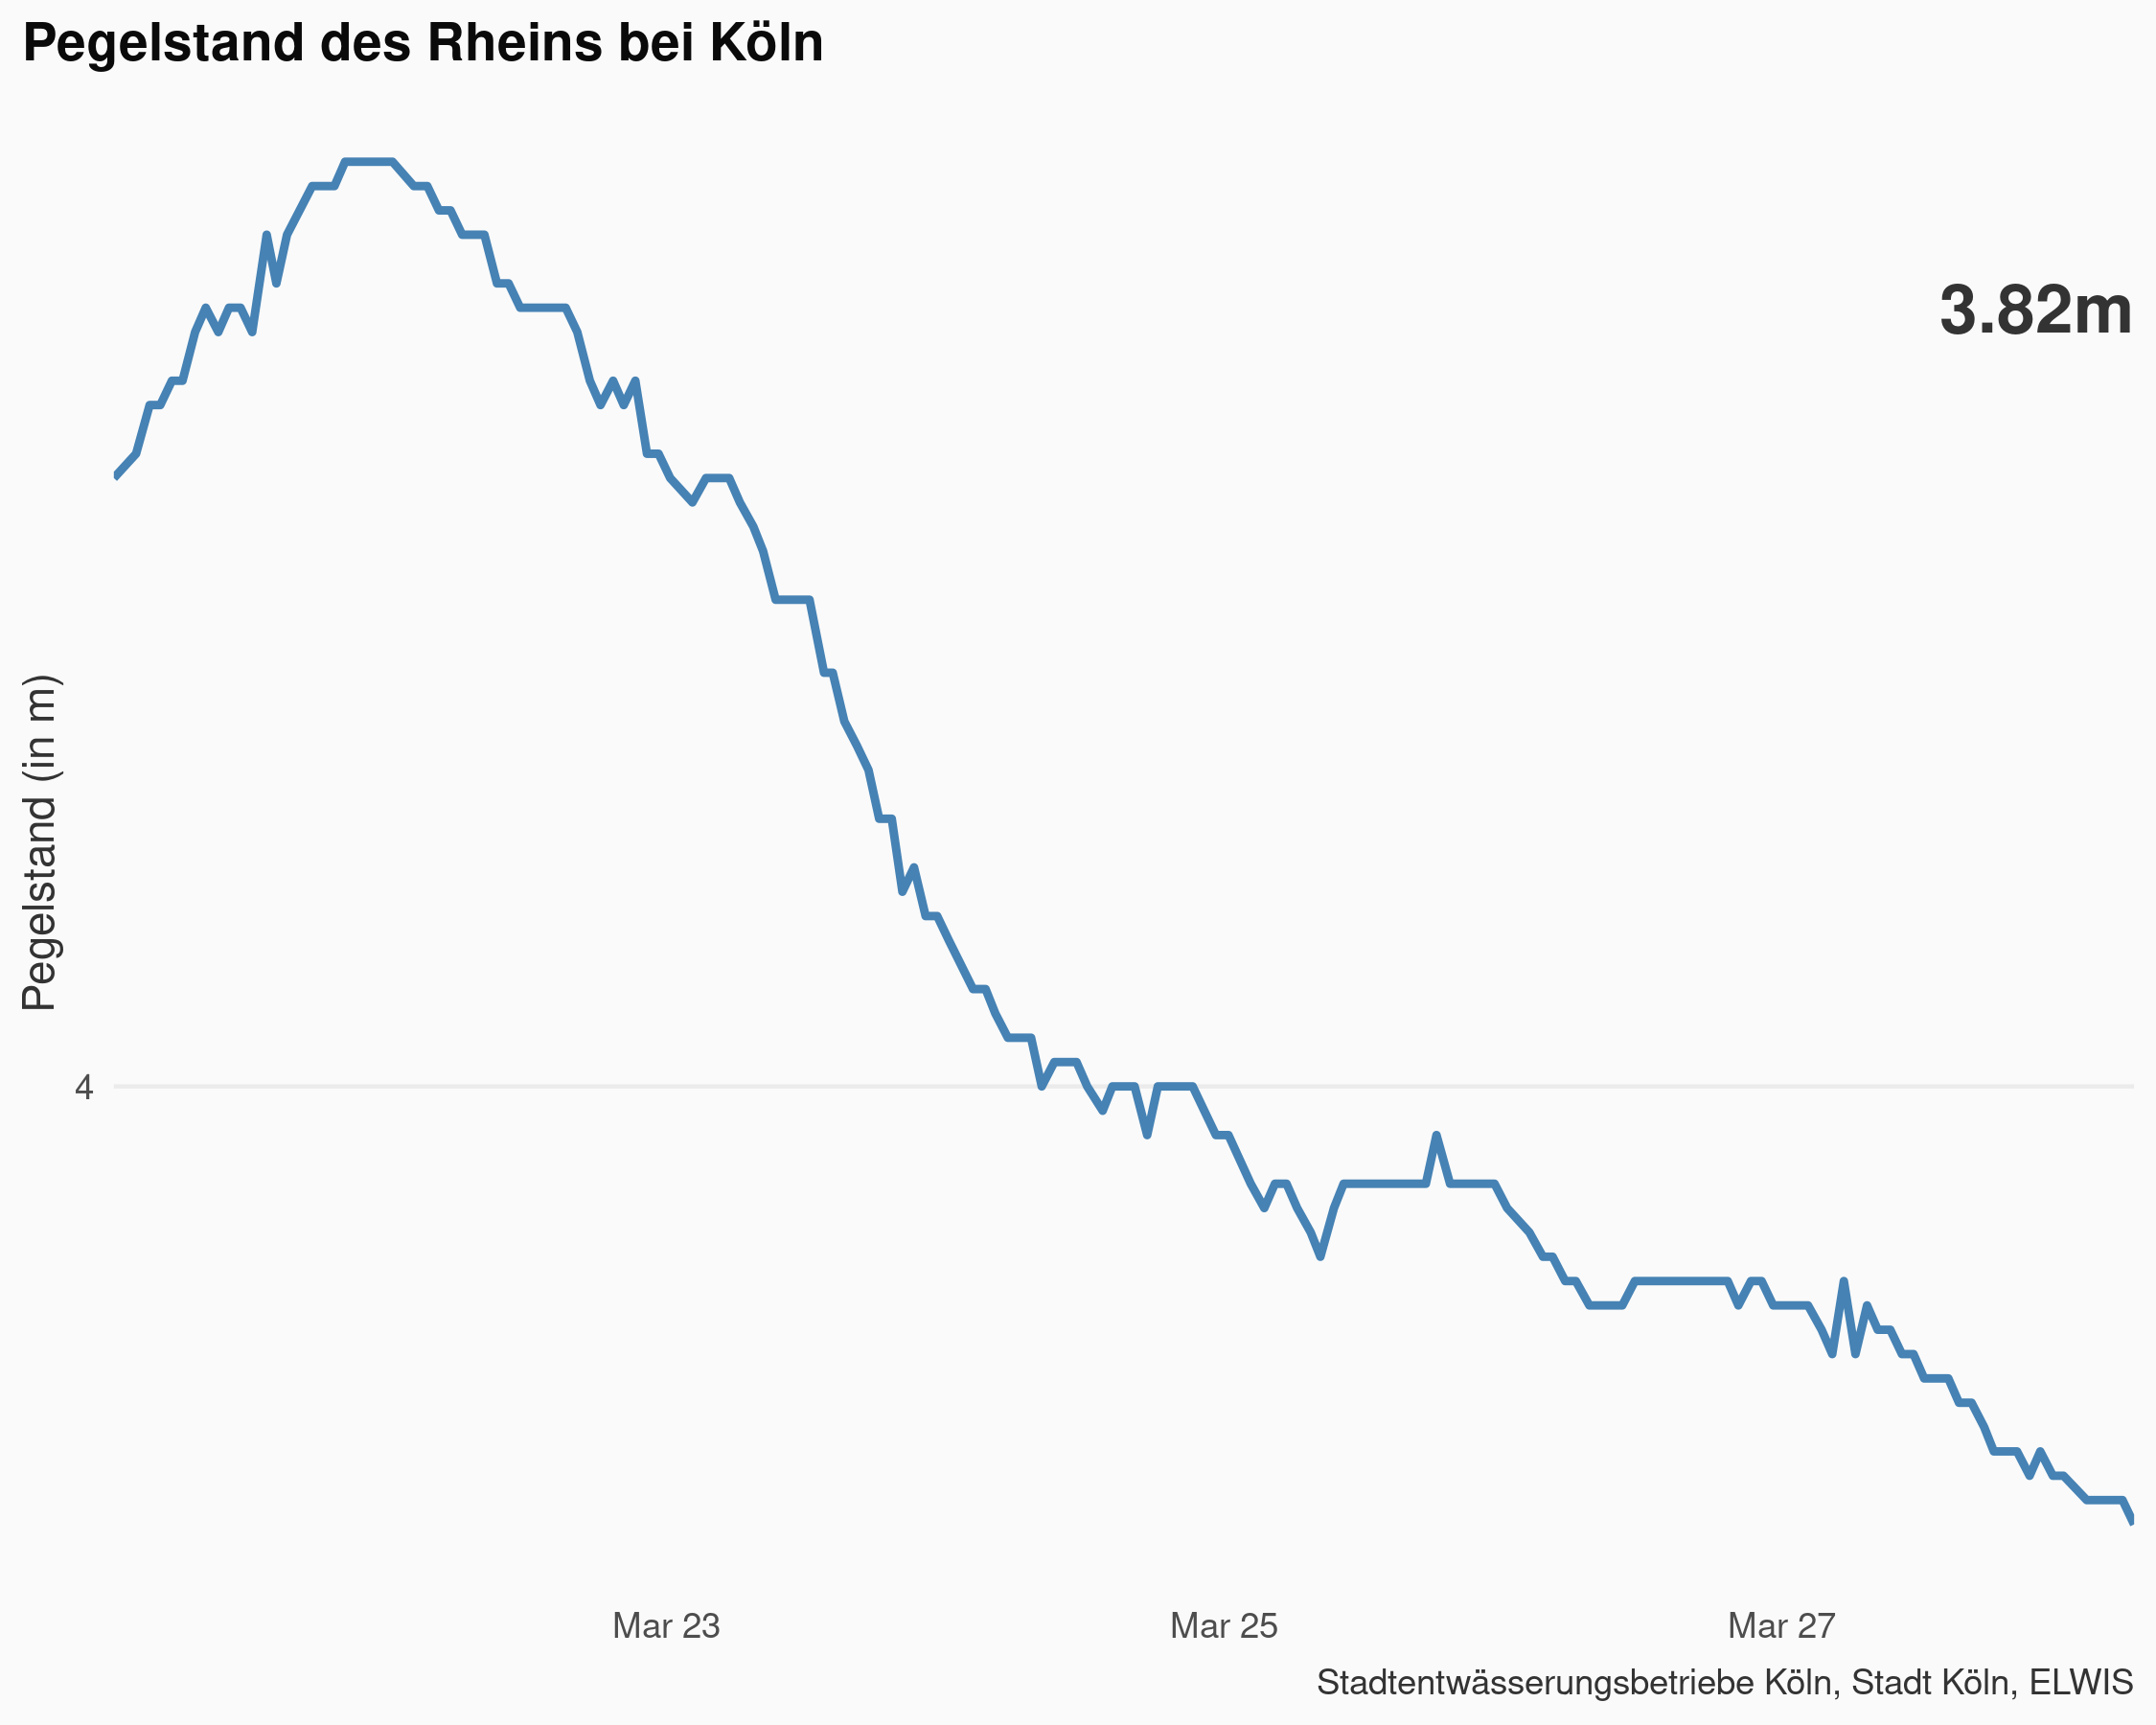 Pegelstand des Rheins bei Köln
3.82m
Pegelstand (in m)
4
Mar 23
Mar 25
Mar 27
Stadtentwässerungsbetriebe Köln, Stadt Köln, ELWIS